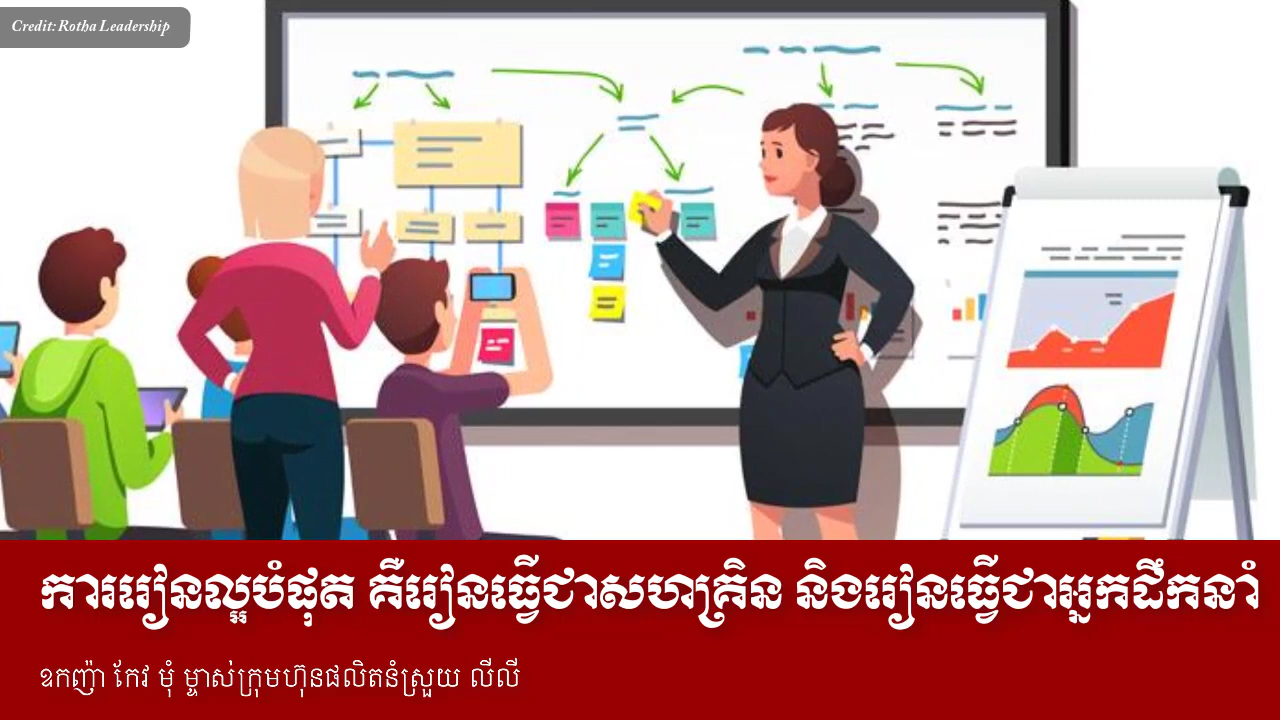 Credit: Rotha Leadership
ការរៀនល្អបំផុត គឺរៀនធ្វើជាសហគ្រិន និងរៀនធ្វើជាអ្នកដឹកនាំ
ឧកញ៉ា កែវ មុំ ម្ចាស់ក្រុមហ៊ុនផលិតនំស្រួយ លីលី